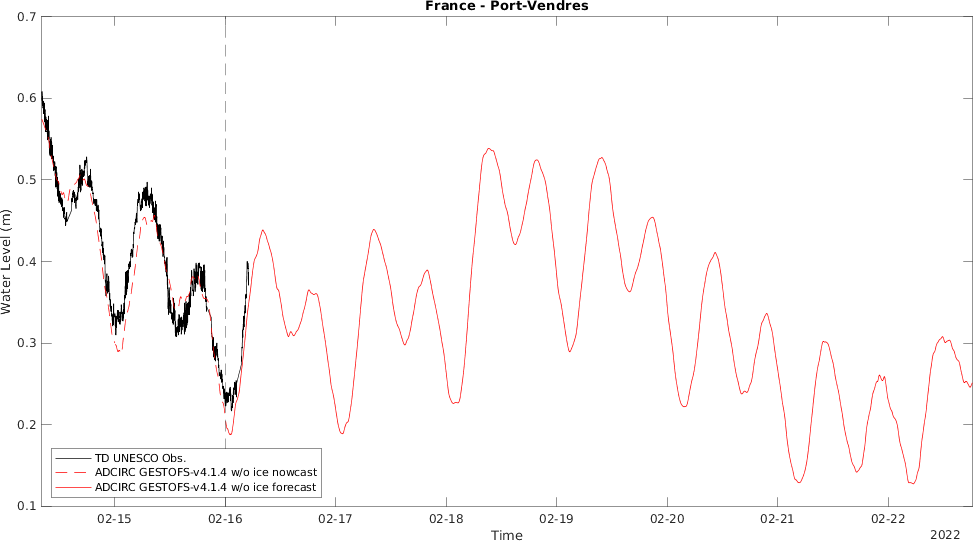 France - Port-Vendres
0.7
0.6
0.5
0.4
0.3
0.2
0.1
Water Level (m)
TD UNESCO Obs.
ADCIRC GESTOFS-v4.1.4 w/o ice nowcast
ADCIRC GESTOFS-v4.1.4 w/o ice forecast
02-15 02-16 02-17 02-18 02-19 02-20 02-21 02-22
Time
2022